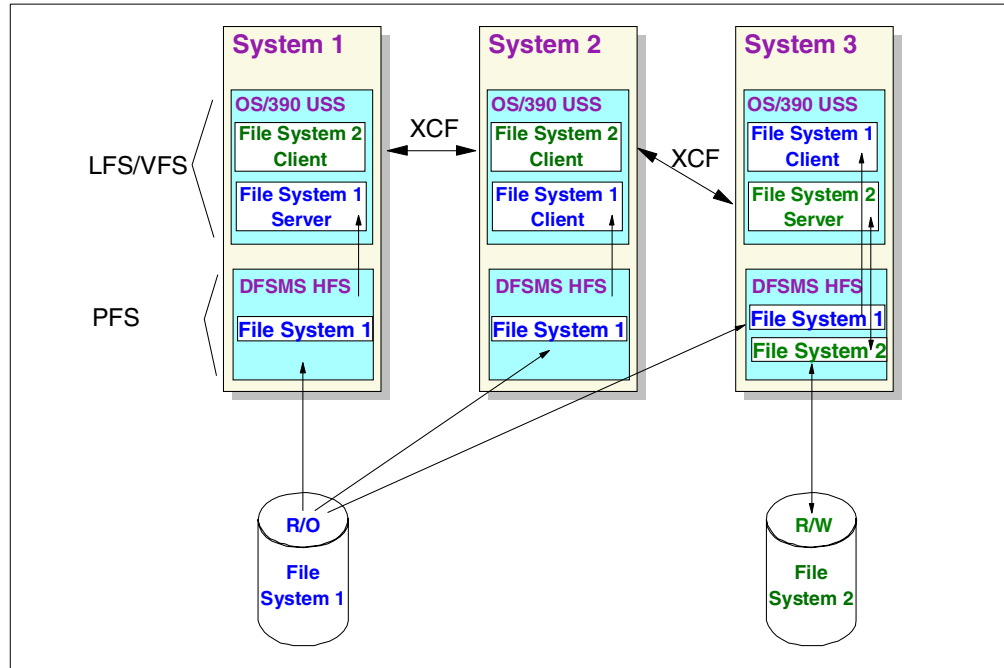 System 1
OS/390 USS
File System 2
Client
File System 1
Server
DFSMS HFS
File System 1
XCF
System 2
OS/390 USS
File System 2
Client
File System 1
Client
DFSMS HFS
File System 1
XCF
System 3
OS/390 USS
File System 1
Client
File System 2
Server
DFSMS HFS
File System 1
File System 2
LFS/VFS
PFS
R/O
File
System 1
R/W
File
System 2